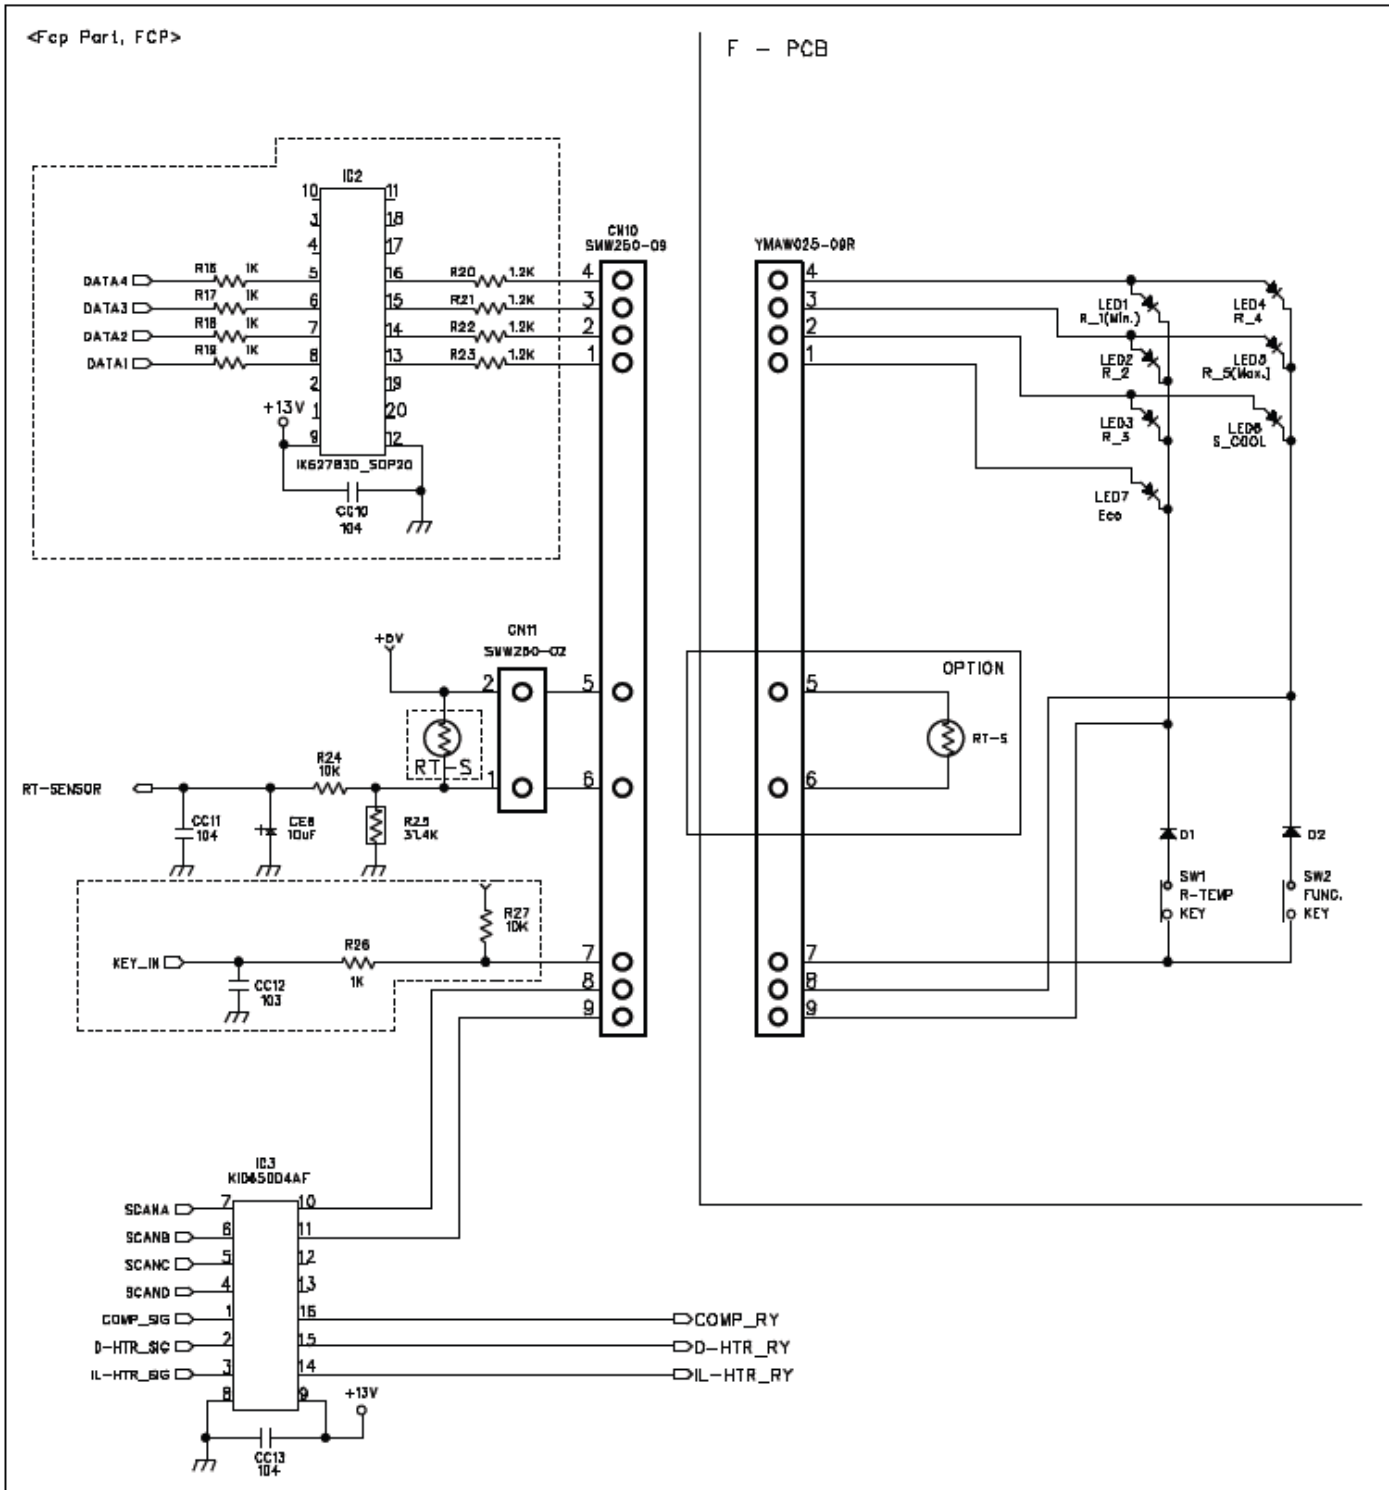 <Fcp Part, FCP>
F - PCB
IC2
10 11
3 18
4 17
CN10
SMW250-09
YMAW025-09R
DATA4 R16 1K 5 16 R20 1.2K 4
DATA3 R17 1K 6 15 R21 1.2K 3
DATA2 R18 1K 7 14 R22 1.2K 2
DATA1 R19 1K 8 13 R23 1.2K 1
2 19
+13V 1 20
9 12
IK62783D_SOP20
CC10
104
4
3
2
1
LED1
R_1(Min.)
LED4
R_4
LED2
R_2
LED5
R_5(Max.)
LED3
R_3
LED6
S_COOL
LED7
Eco
+5V
CN11
SMW250-02
2 5
RT-S
1 6
RT-SENSOR
R24
10K
CC11
104
CE8
10uF
R25
37.4K
OPTION
5
RT-S
6
D1
D2
SW1
R-TEMP
KEY
SW2
FUNC.
KEY
R27
10K
KEY_IN
R26
1K
CC12
103
7
8
9
7
8
9
IC3
KID65004AF
SCANA 7 10
SCANB 6 11
SCANC 5 12
SCAND 4 13
COMP_SIG 1 16 COMP_RY
D-HTR_SIG 2 15 D-HTR_RY
IL-HTR_SIG 3 14 IL-HTR_RY
8 9
+13V
CC13
104